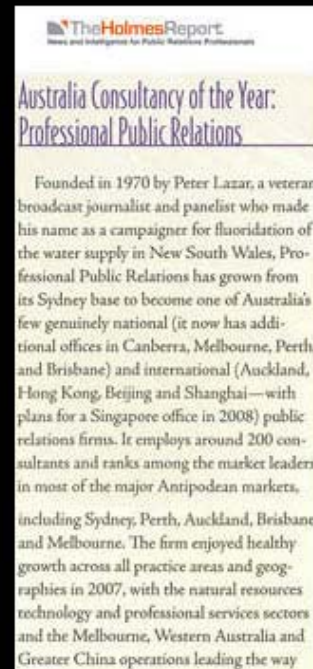 TheHolmesReport
News and Intelligence for Public Relations Professionals
Australia Consultancy of the Year:
Professional Public Relations
Founded in 1970 by Peter Lazar, a veteran
broadcast journalist and panelist who made
his name as a campaigner for fluoridation of
the water supply in New South Wales, Pro-
fessional Public Relations has grown from
its Sydney base to become one of Australia's
few genuinely national (it now has addi-
tional offices in Canberra, Melbourne, Perth
and Brisbane) and international (Auckland,
Hong Kong, Beijing and Shanghai—with
plans for a Singapore office in 2008) public
relations firms. It employs around 200 con-
sultants and ranks among the market leaders
in most of the major Antipodean markets,
including Sydney, Perth, Auckland, Brisbane
and Melbourne. The firm enjoyed healthy
growth across all practice areas and geog-
raphies in 2007, with the natural resources
technology and professional services sectors
and the Melbourne, Western Australia and
Greater China operations leading the way